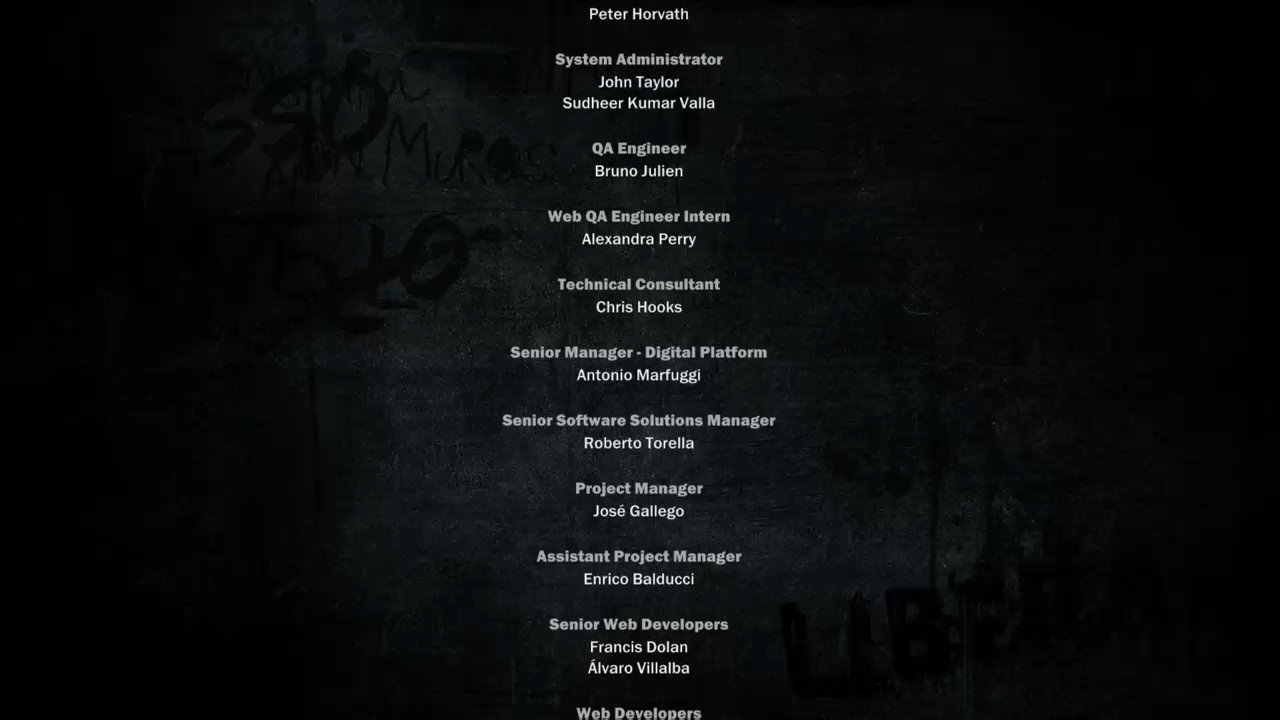 Peter Horvath
System Administrator
John Taylor
Sudheer Kumar Valla
QA Engineer
Bruno Julien
Web QA Engineer Intern
Alexandra Perry
Technical Consultant
Chris Hooks
Senior Manager - Digital Platform
Antonio Marfuggi
Senior Software Solutions Manager
Roberto Torella
Project Manager
José Gallego
Assistant Project Manager
Enrico Balducci
Senior Web Developers
Francis Dolan
Álvaro Villalba
Web Developers
MUROS